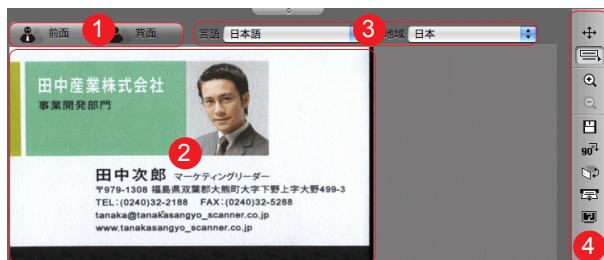 1
前面
背面
3
言語 日本語
地域 日本
田中産業株式会社
事業開発部門
2
田中次郎 マーケティングリーダー
〒979-1308 福島県双葉郡大熊町大字下野上字大野499-3
TEL:(0240)32-2188 FAX:(0240)32-5288
tanaka@tanakasangyo_scanner.co.jp
www.tanakasangyo_scanner.co.jp
90
4